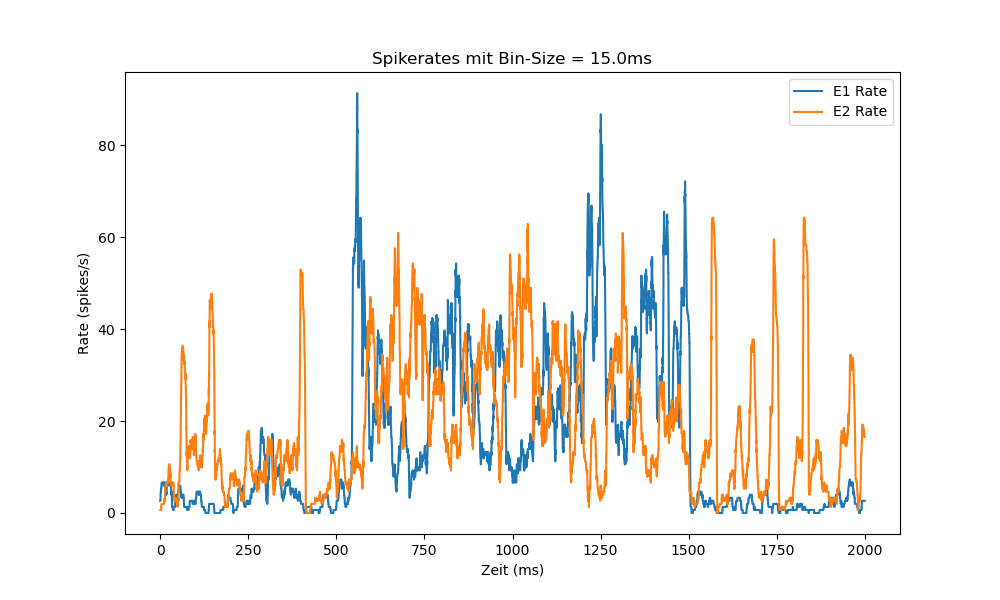 Spikerates mit Bin-Size = 15.0ms
E1 Rate
E2 Rate
Rate (spikes/s)
80
60
40
20
0
0 250 500 750 1000 1250 1500 1750 2000
Zeit (ms)